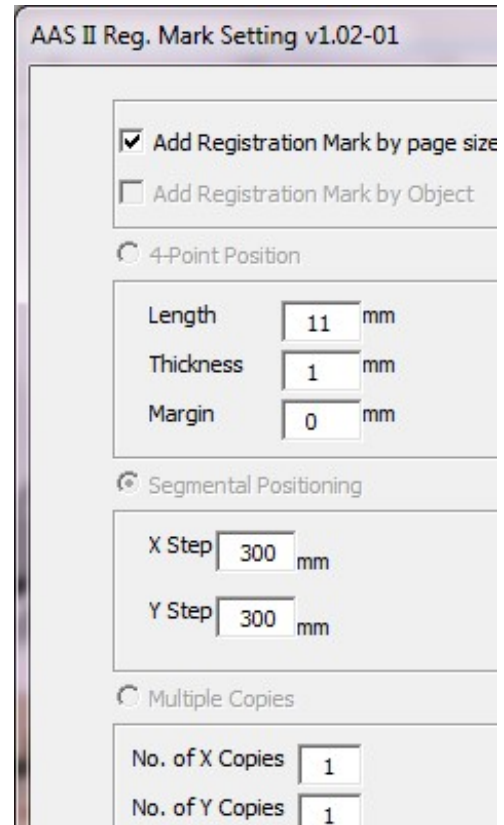 AAS II Reg. Mark Setting v1.02-01
Add Registration Mark by page size
Add Registration Mark by Object
4-Point Position
Length 11 mm
Thickness 1 mm
Margin 0 mm
Segmental Positioning
X Step 300 mm
Y Step 300 mm
Multiple Copies
No. of X Copies 1
No. of Y Copies 1